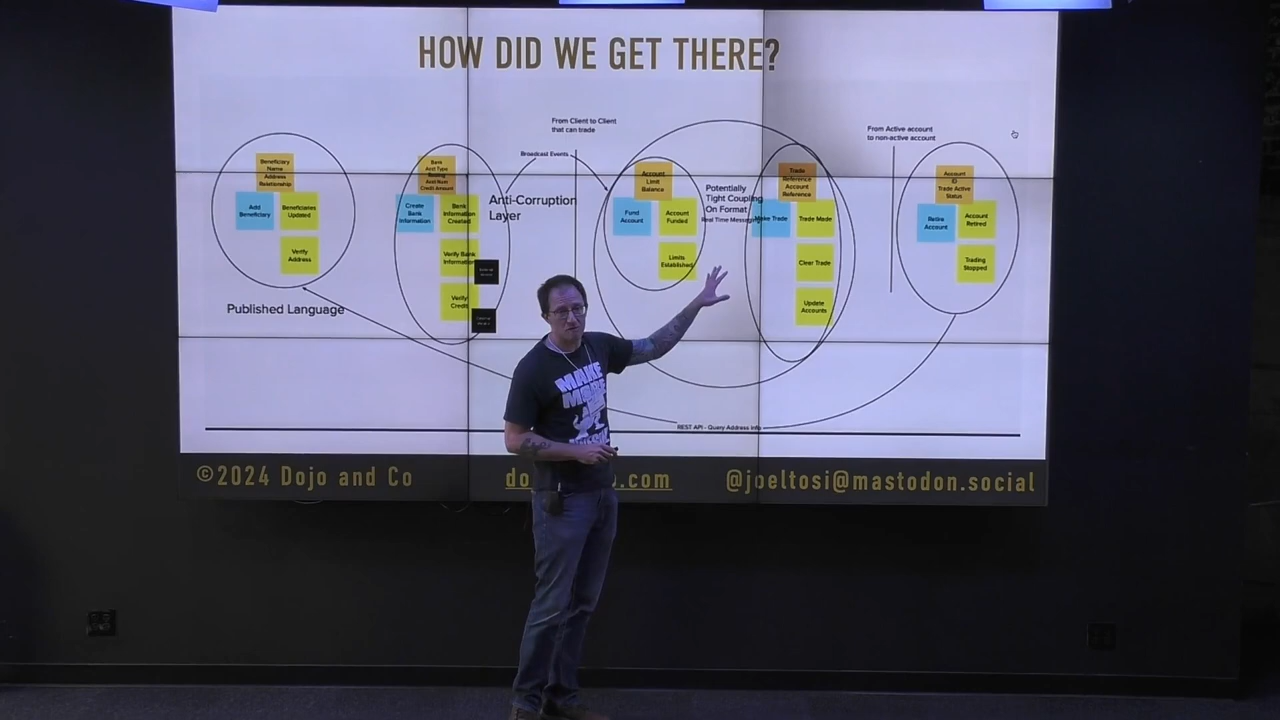 HOW DID WE GET THERE?
From Client to Client
that can trade
From Active account
to non-active account
Broadcast Events
Beneficiary
Name
Address
Relationship
Add
Beneficiary
Beneficiaries
Updated
Verify
Address
Published Language
Bank
Acct Type
Acct Num
Credit Amount
Create
Bank
Information
Bank
Information
Created
Verify Bank
Information
Verify
Credit
Anti-Corruption
Layer
Account
Limit
Balance
Fund
Account
Account
Funded
Limits
Established
Potentially
Tight Coupling
On Format
Real Time Messaging
Trade
Reference
Account
Reference
Make Trade
Trade Made
Clear Trade
Update
Accounts
Account
ID
Trade Active
Status
Retire
Account
Account
Retired
Trading
Stopped
REST API - Query Address Info
MAKE
MORE
©2024 Dojo and Co
do
.com
@joeltosi@mastodon.social